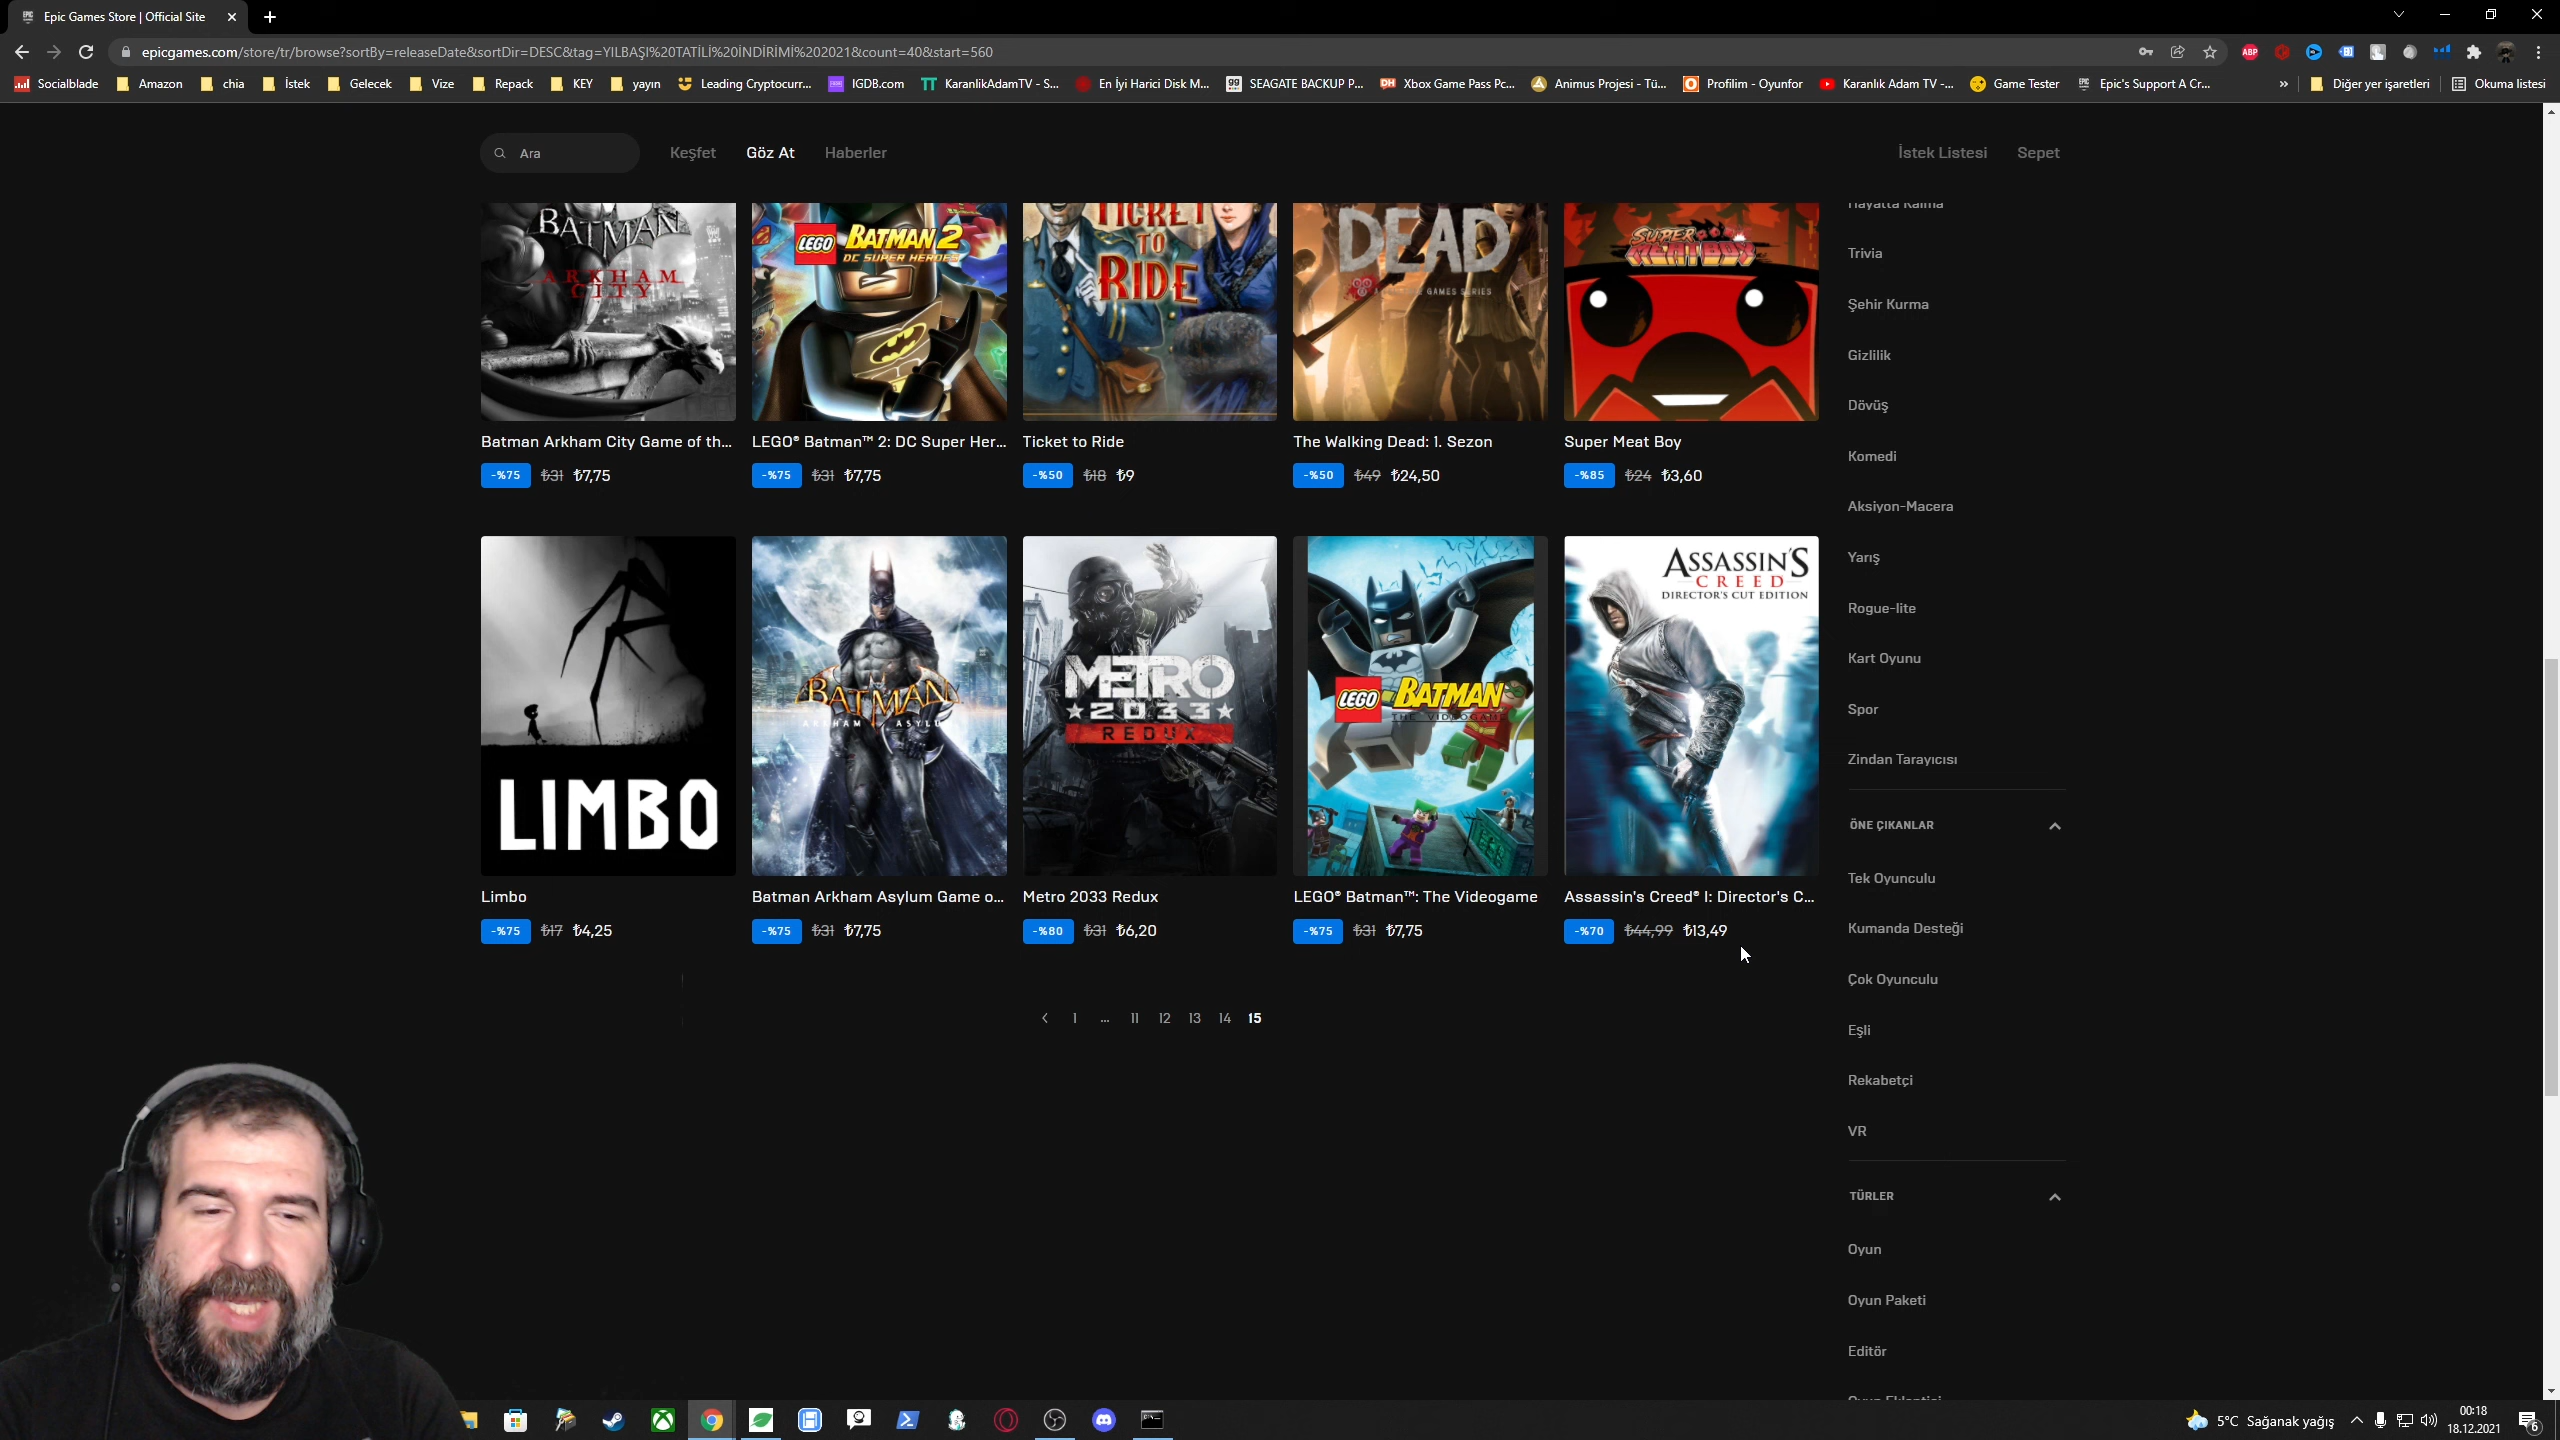 Epic Games Store | Official Site
epicgames.com/store/tr/browse?sortBy=releaseDate&sortDir=DESC&tag=YILBAŞI%20TATİLİ%20İNDİRİMİ%202021&count=40&start=560
Socialblade Amazon chia İstek Gelecek Vize Repack KEY yayın Leading Cryptocurr... IGDB.com KaranlikAdamTV - S... En İyi Harici Disk M... SEAGATE BACKUP P... Xbox Game Pass Pc... Animus Projesi - Tü... Profilim - Oyunfor Karanlık Adam TV -... Game Tester Epic's Support A Cr... » Diğer yer işaretleri Okuma listesi
Ara Keşfet Göz At Haberler İstek Listesi Sepet
BATMAN
ARKHAM
CITY
LEGO BATMAN 2
DC SUPER HEROES
TICKET
TO
RIDE
DEAD
GAMES SERIES
SUPER
MEAT BOY
Batman Arkham City Game of th... LEGO® Batman™ 2: DC Super Her... Ticket to Ride The Walking Dead: 1. Sezon Super Meat Boy
-%75 ₺31 ₺7,75 -%75 ₺31 ₺7,75 -%50 ₺18 ₺9 -%50 ₺49 ₺24,50 -%85 ₺24 ₺3,60
LIMBO
BATMAN
ARKHAM ASYLUM
METRO
2033
REDUX
LEGO BATMAN
THE VIDEOGAME
ASSASSIN'S
CREED
DIRECTOR'S CUT EDITION
Limbo Batman Arkham Asylum Game o... Metro 2033 Redux LEGO® Batman™: The Videogame Assassin's Creed® I: Director's C...
-%75 ₺17 ₺4,25 -%75 ₺31 ₺7,75 -%80 ₺31 ₺6,20 -%75 ₺31 ₺7,75 -%70 ₺44,99 ₺13,49
1 ... 11 12 13 14 15
Hayatta Kalma
Trivia
Şehir Kurma
Gizlilik
Dövüş
Komedi
Aksiyon-Macera
Yarış
Rogue-lite
Kart Oyunu
Spor
Zindan Tarayıcısı
ÖNE ÇIKANLAR
Tek Oyunculu
Kumanda Desteği
Çok Oyunculu
Eşli
Rekabetçi
VR
TÜRLER
Oyun
Oyun Paketi
Editör
5°C Sağanak yağış
00:18
18.12.2021
6